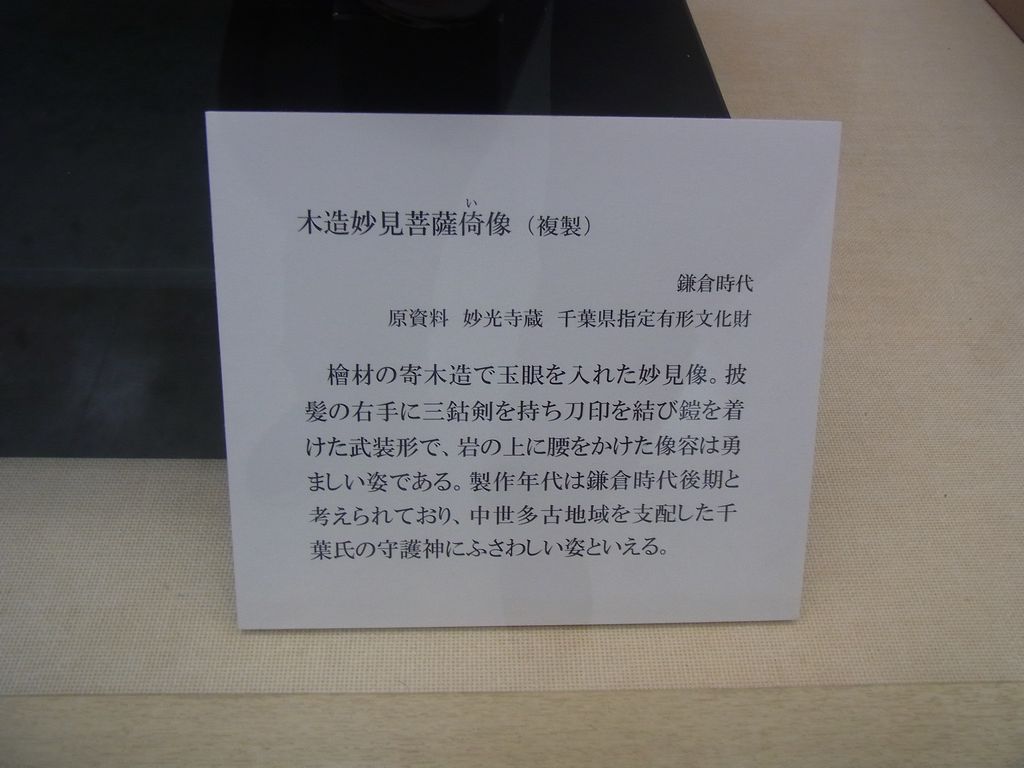 木造妙見菩薩倚像（複製）
い
鎌倉時代
原資料　妙光寺蔵　千葉県指定有形文化財
檜材の寄木造で玉眼を入れた妙見像。披
髪の右手に三鈷剣を持ち刀印を結び鎧を着
けた武装形で、岩の上に腰をかけた像容は勇
ましい姿である。製作年代は鎌倉時代後期と
考えられており、中世多古地域を支配した千
葉氏の守護神にふさわしい姿といえる。